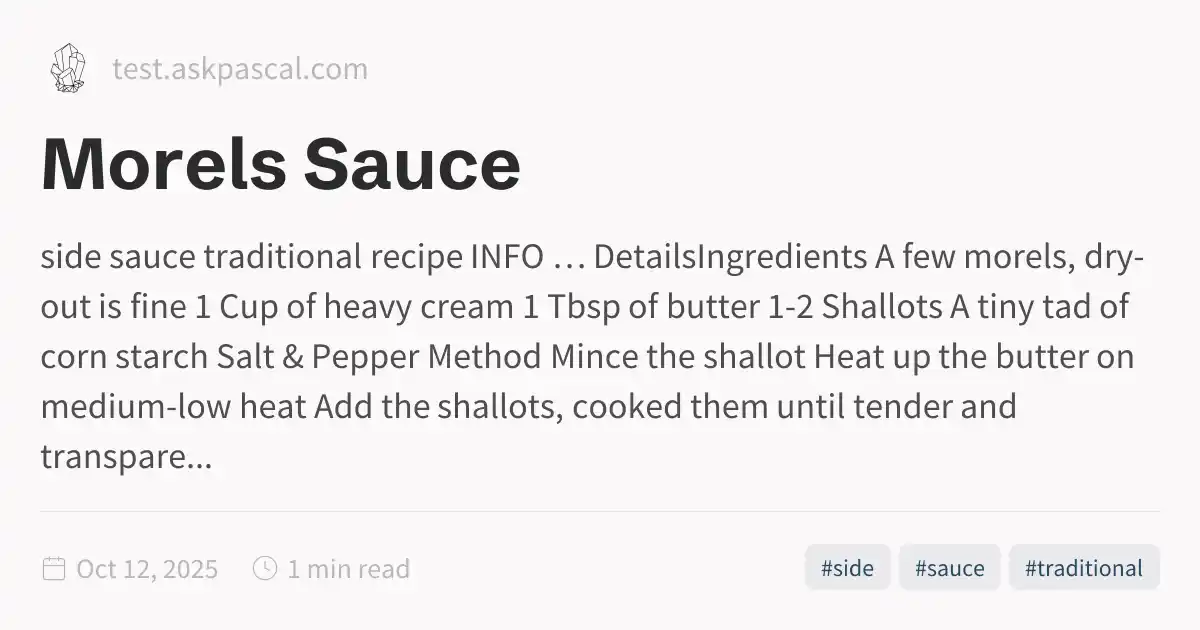 test.askpascal.com
Morels Sauce
side sauce traditional recipe INFO … DetailsIngredients A few morels, dry-
out is fine 1 Cup of heavy cream 1 Tbsp of butter 1-2 Shallots A tiny tad of
corn starch Salt & Pepper Method Mince the shallot Heat up the butter on
medium-low heat Add the shallots, cooked them until tender and
transpare...
Oct 12, 2025 1 min read #side #sauce #traditional